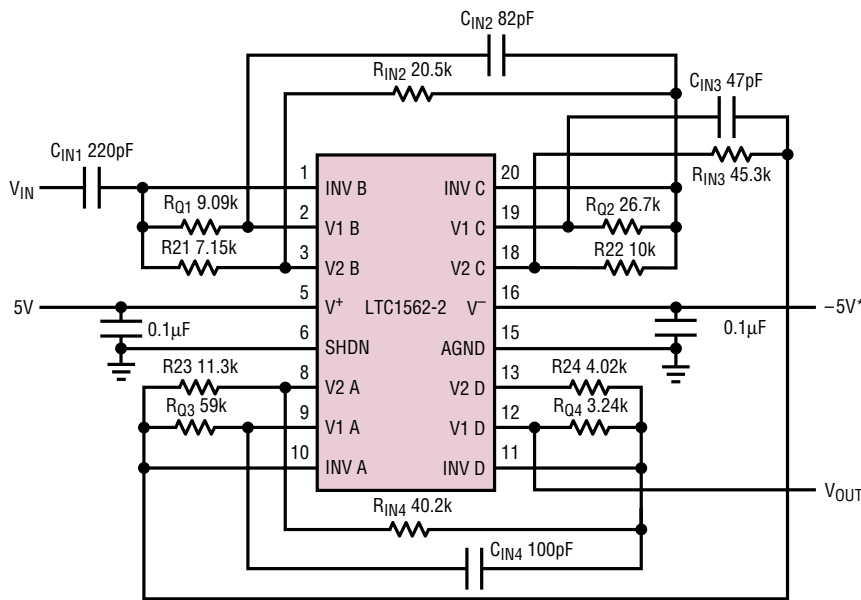 CIN2 82pF
RIN2 20.5k
CIN3 47pF
RIN3 45.3k
CIN1 220pF
VIN
RQ1 9.09k
R21 7.15k
1
INV B
2
V1 B
3
V2 B
5
V+
6
SHDN
8
V2 A
9
V1 A
10
INV A
LTC1562-2
20
INV C
19
V1 C
18
V2 C
16
V−
15
AGND
13
V2 D
12
V1 D
11
INV D
RQ2 26.7k
R22 10k
5V
0.1µF
−5V*
0.1µF
R23 11.3k
RQ3 59k
R24 4.02k
RQ4 3.24k
VOUT
RIN4 40.2k
CIN4 100pF